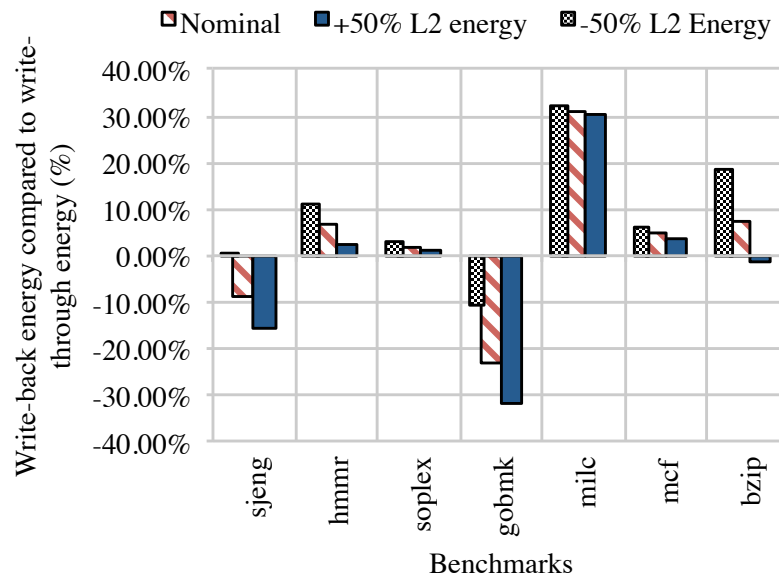 Nominal +50% L2 energy -50% L2 Energy
Write-back energy compared to write-
through energy (%)
40.00%
30.00%
20.00%
10.00%
0.00%
-10.00%
-20.00%
-30.00%
-40.00%
sjeng
hmmr
soplex
gobmk
milc
mcf
bzip
Benchmarks